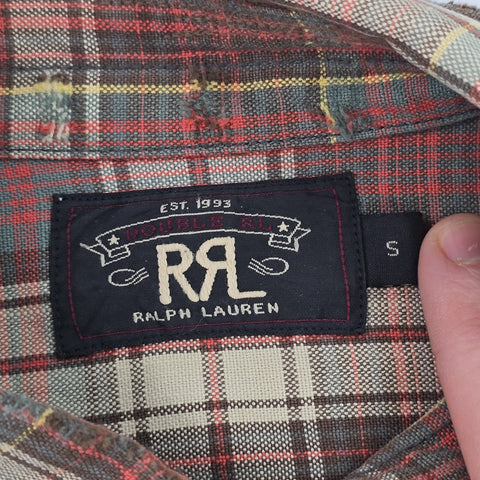 EST. 1993
DOUBLE RL
RRL
RALPH LAUREN
S